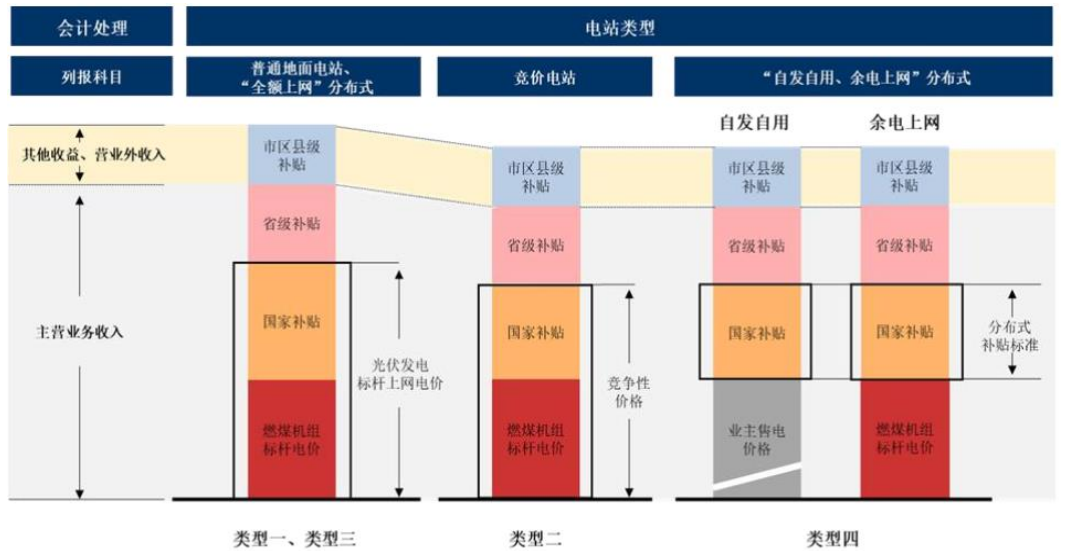 会计处理
电站类型
列报科目
普通地面电站、
“全额上网”分布式
竞价电站
“自发自用、余电上网”分布式
自发自用
余电上网
其他收益、营业外收入
市区县级
补贴
市区县级
补贴
市区县级
补贴
市区县级
补贴
省级补贴
省级补贴
省级补贴
省级补贴
主营业务收入
国家补贴
光伏发电
标杆上网电价
国家补贴
竞争性
价格
国家补贴
国家补贴
分布式
补贴标准
燃煤机组
标杆电价
燃煤机组
标杆电价
业主售电
价格
燃煤机组
标杆电价
类型一、类型三
类型二
类型四